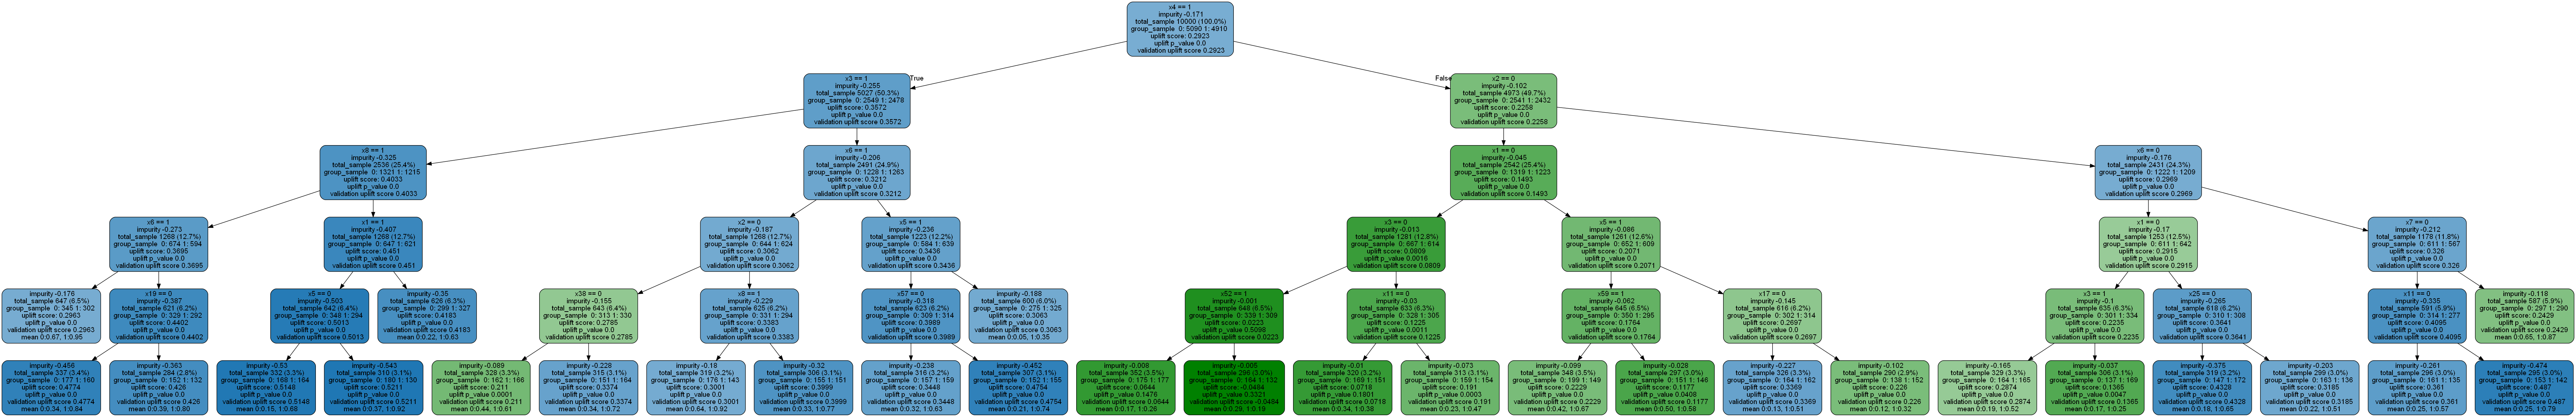 x4 == 1
impurity -0.171
total_sample 10000 (100.0%)
group_sample 0: 5090 1: 4910
uplift score: 0.2923
uplift p_value 0.0
validation uplift score 0.2923
True
False
x3 == 1
impurity -0.255
total_sample 5027 (50.3%)
group_sample 0: 2549 1: 2478
uplift score: 0.3572
uplift p_value 0.0
validation uplift score 0.3572
x2 == 0
impurity -0.102
total_sample 4973 (49.7%)
group_sample 0: 2541 1: 2432
uplift score: 0.2258
uplift p_value 0.0
validation uplift score 0.2258
x8 == 1
impurity -0.325
total_sample 2536 (25.4%)
group_sample 0: 1321 1: 1215
uplift score: 0.4033
uplift p_value 0.0
validation uplift score 0.4033
x6 == 1
impurity -0.206
total_sample 2491 (24.9%)
group_sample 0: 1228 1: 1263
uplift score: 0.3212
uplift p_value 0.0
validation uplift score 0.3212
x1 == 0
impurity -0.045
total_sample 2542 (25.4%)
group_sample 0: 1319 1: 1223
uplift score: 0.1493
uplift p_value 0.0
validation uplift score 0.1493
x6 == 0
impurity -0.176
total_sample 2431 (24.3%)
group_sample 0: 1222 1: 1209
uplift score: 0.2969
uplift p_value 0.0
validation uplift score 0.2969
x6 == 1
impurity -0.273
total_sample 1268 (12.7%)
group_sample 0: 674 1: 594
uplift score: 0.3695
uplift p_value 0.0
validation uplift score 0.3695
x1 == 1
impurity -0.407
total_sample 1268 (12.7%)
group_sample 0: 647 1: 621
uplift score: 0.451
uplift p_value 0.0
validation uplift score 0.451
x2 == 0
impurity -0.187
total_sample 1268 (12.7%)
group_sample 0: 644 1: 624
uplift score: 0.3062
uplift p_value 0.0
validation uplift score 0.3062
x5 == 1
impurity -0.236
total_sample 1223 (12.2%)
group_sample 0: 584 1: 639
uplift score: 0.3436
uplift p_value 0.0
validation uplift score 0.3436
x3 == 0
impurity -0.013
total_sample 1281 (12.8%)
group_sample 0: 667 1: 614
uplift score: 0.0809
uplift p_value 0.0016
validation uplift score 0.0809
x5 == 1
impurity -0.086
total_sample 1261 (12.6%)
group_sample 0: 652 1: 609
uplift score: 0.2071
uplift p_value 0.0
validation uplift score 0.2071
x1 == 0
impurity -0.17
total_sample 1253 (12.5%)
group_sample 0: 611 1: 642
uplift score: 0.2915
uplift p_value 0.0
validation uplift score 0.2915
x7 == 0
impurity -0.212
total_sample 1178 (11.8%)
group_sample 0: 611 1: 567
uplift score: 0.326
uplift p_value 0.0
validation uplift score 0.326
impurity -0.176
total_sample 647 (6.5%)
group_sample 0: 345 1: 302
uplift score: 0.2963
uplift p_value 0.0
validation uplift score 0.2963
mean 0:0.67, 1:0.95
x19 == 0
impurity -0.387
total_sample 621 (6.2%)
group_sample 0: 329 1: 292
uplift score: 0.4402
uplift p_value 0.0
validation uplift score 0.4402
x5 == 0
impurity -0.503
total_sample 642 (6.4%)
group_sample 0: 348 1: 294
uplift score: 0.5013
uplift p_value 0.0
validation uplift score 0.5013
impurity -0.35
total_sample 626 (6.3%)
group_sample 0: 299 1: 327
uplift score: 0.4183
uplift p_value 0.0
validation uplift score 0.4183
mean 0:0.22, 1:0.63
x38 == 0
impurity -0.155
total_sample 643 (6.4%)
group_sample 0: 313 1: 330
uplift score: 0.2785
uplift p_value 0.0
validation uplift score 0.2785
x8 == 1
impurity -0.229
total_sample 625 (6.2%)
group_sample 0: 331 1: 294
uplift score: 0.3383
uplift p_value 0.0
validation uplift score 0.3383
x57 == 0
impurity -0.318
total_sample 623 (6.2%)
group_sample 0: 309 1: 314
uplift score: 0.3989
uplift p_value 0.0
validation uplift score 0.3989
impurity -0.188
total_sample 600 (6.0%)
group_sample 0: 275 1: 325
uplift score: 0.3063
uplift p_value 0.0
validation uplift score 0.3063
mean 0:0.05, 1:0.35
x52 == 1
impurity -0.001
total_sample 648 (6.5%)
group_sample 0: 339 1: 309
uplift score: 0.0223
uplift p_value 0.5098
validation uplift score 0.0223
x11 == 0
impurity -0.03
total_sample 633 (6.3%)
group_sample 0: 328 1: 305
uplift score: 0.1225
uplift p_value 0.0011
validation uplift score 0.1225
x59 == 1
impurity -0.062
total_sample 645 (6.5%)
group_sample 0: 350 1: 295
uplift score: 0.1764
uplift p_value 0.0
validation uplift score 0.1764
x17 == 0
impurity -0.145
total_sample 616 (6.2%)
group_sample 0: 302 1: 314
uplift score: 0.2697
uplift p_value 0.0
validation uplift score 0.2697
x3 == 1
impurity -0.1
total_sample 635 (6.3%)
group_sample 0: 301 1: 334
uplift score: 0.2235
uplift p_value 0.0
validation uplift score 0.2235
x25 == 0
impurity -0.265
total_sample 618 (6.2%)
group_sample 0: 310 1: 308
uplift score: 0.3641
uplift p_value 0.0
validation uplift score 0.3641
x11 == 0
impurity -0.335
total_sample 591 (5.9%)
group_sample 0: 314 1: 277
uplift score: 0.4095
uplift p_value 0.0
validation uplift score 0.4095
impurity -0.118
total_sample 587 (5.9%)
group_sample 0: 297 1: 290
uplift score: 0.2429
uplift p_value 0.0
validation uplift score 0.2429
mean 0:0.65, 1:0.87
impurity -0.456
total_sample 337 (3.4%)
group_sample 0: 177 1: 160
uplift score: 0.4774
uplift p_value 0.0
validation uplift score 0.4774
mean 0:0.34, 1:0.84
impurity -0.363
total_sample 284 (2.8%)
group_sample 0: 152 1: 132
uplift score: 0.426
uplift p_value 0.0
validation uplift score 0.426
mean 0:0.39, 1:0.80
impurity -0.53
total_sample 332 (3.3%)
group_sample 0: 168 1: 164
uplift score: 0.5148
uplift p_value 0.0
validation uplift score 0.5148
mean 0:0.15, 1:0.68
impurity -0.543
total_sample 310 (3.1%)
group_sample 0: 180 1: 130
uplift score: 0.5211
uplift p_value 0.0
validation uplift score 0.5211
mean 0:0.37, 1:0.92
impurity -0.089
total_sample 328 (3.3%)
group_sample 0: 162 1: 166
uplift score: 0.211
uplift p_value 0.0001
validation uplift score 0.211
mean 0:0.44, 1:0.61
impurity -0.228
total_sample 315 (3.1%)
group_sample 0: 151 1: 164
uplift score: 0.3374
uplift p_value 0.0
validation uplift score 0.3374
mean 0:0.34, 1:0.72
impurity -0.18
total_sample 319 (3.2%)
group_sample 0: 176 1: 143
uplift score: 0.3001
uplift p_value 0.0
validation uplift score 0.3001
mean 0:0.64, 1:0.92
impurity -0.32
total_sample 306 (3.1%)
group_sample 0: 155 1: 151
uplift score: 0.3999
uplift p_value 0.0
validation uplift score 0.3999
mean 0:0.33, 1:0.77
impurity -0.238
total_sample 316 (3.2%)
group_sample 0: 157 1: 159
uplift score: 0.3448
uplift p_value 0.0
validation uplift score 0.3448
mean 0:0.32, 1:0.63
impurity -0.452
total_sample 307 (3.1%)
group_sample 0: 152 1: 155
uplift score: 0.4754
uplift p_value 0.0
validation uplift score 0.4754
mean 0:0.21, 1:0.74
impurity -0.008
total_sample 352 (3.5%)
group_sample 0: 175 1: 177
uplift score: 0.0644
uplift p_value 0.1476
validation uplift score 0.0644
mean 0:0.17, 1:0.26
impurity -0.006
total_sample 296 (3.0%)
group_sample 0: 164 1: 132
uplift score: -0.0484
uplift p_value 0.3321
validation uplift score -0.0484
mean 0:0.29, 1:0.19
impurity -0.01
total_sample 320 (3.2%)
group_sample 0: 169 1: 151
uplift score: 0.0718
uplift p_value 0.1801
validation uplift score 0.0718
mean 0:0.34, 1:0.38
impurity -0.073
total_sample 313 (3.1%)
group_sample 0: 159 1: 154
uplift score: 0.191
uplift p_value 0.0003
validation uplift score 0.191
mean 0:0.23, 1:0.47
impurity -0.099
total_sample 348 (3.5%)
group_sample 0: 199 1: 149
uplift score: 0.2229
uplift p_value 0.0
validation uplift score 0.2229
mean 0:0.42, 1:0.67
impurity -0.028
total_sample 297 (3.0%)
group_sample 0: 151 1: 146
uplift score: 0.1177
uplift p_value 0.0408
validation uplift score 0.1177
mean 0:0.50, 1:0.58
impurity -0.227
total_sample 326 (3.3%)
group_sample 0: 164 1: 162
uplift score: 0.3369
uplift p_value 0.0
validation uplift score 0.3369
mean 0:0.13, 1:0.51
impurity -0.102
total_sample 290 (2.9%)
group_sample 0: 138 1: 152
uplift score: 0.226
uplift p_value 0.0
validation uplift score 0.226
mean 0:0.12, 1:0.32
impurity -0.165
total_sample 329 (3.3%)
group_sample 0: 164 1: 165
uplift score: 0.2874
uplift p_value 0.0
validation uplift score 0.2874
mean 0:0.19, 1:0.52
impurity -0.037
total_sample 306 (3.1%)
group_sample 0: 137 1: 169
uplift score: 0.1365
uplift p_value 0.0047
validation uplift score 0.1365
mean 0:0.17, 1:0.25
impurity -0.375
total_sample 319 (3.2%)
group_sample 0: 147 1: 172
uplift score: 0.4328
uplift p_value 0.0
validation uplift score 0.4328
mean 0:0.18, 1:0.65
impurity -0.203
total_sample 299 (3.0%)
group_sample 0: 163 1: 136
uplift score: 0.3185
uplift p_value 0.0
validation uplift score 0.3185
mean 0:0.22, 1:0.51
impurity -0.261
total_sample 296 (3.0%)
group_sample 0: 161 1: 135
uplift score: 0.361
uplift p_value 0.0
validation uplift score 0.361
mean 0:0.25, 1:0.57
impurity -0.474
total_sample 295 (3.0%)
group_sample 0: 153 1: 142
uplift score: 0.487
uplift p_value 0.0
validation uplift score 0.487
mean 0:0.25, 1:0.79